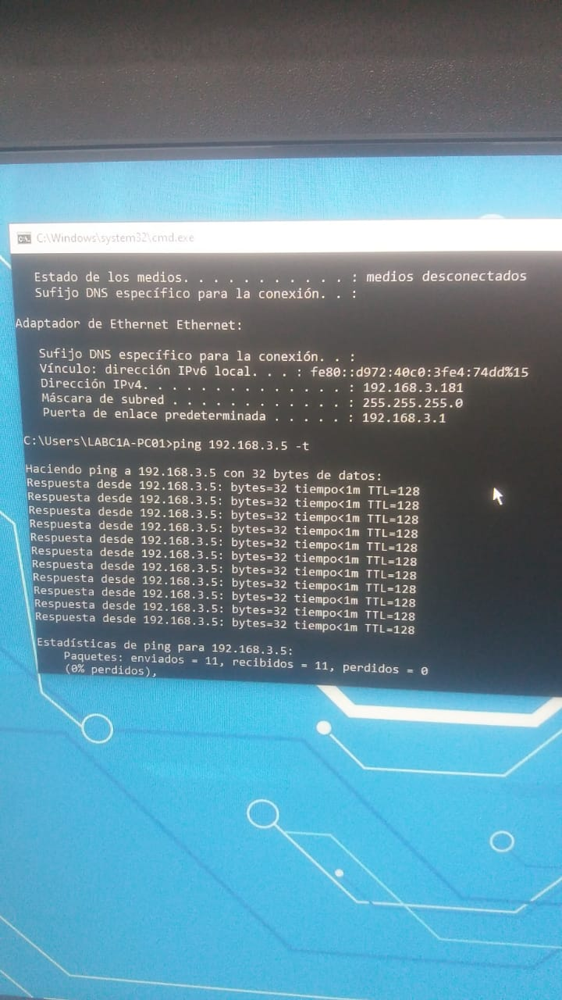 C:\Windows\system32\cmd.exe
Estado de los medios. . . . . . . . . . . : medios desconectados
Sufijo DNS específico para la conexión. . :
Adaptador de Ethernet Ethernet:
Sufijo DNS específico para la conexión. . :
Vínculo: dirección IPv6 local. . . : fe80::d972:40c0:3fe4:74dd%15
Dirección IPv4. . . . . . . . . . . . . . : 192.168.3.181
Máscara de subred . . . . . . . . . . . . : 255.255.255.0
Puerta de enlace predeterminada . . . . . : 192.168.3.1
C:\Users\LABC1A-PC01>ping 192.168.3.5 -t
Haciendo ping a 192.168.3.5 con 32 bytes de datos:
Respuesta desde 192.168.3.5: bytes=32 tiempo<1m TTL=128
Respuesta desde 192.168.3.5: bytes=32 tiempo<1m TTL=128
Respuesta desde 192.168.3.5: bytes=32 tiempo<1m TTL=128
Respuesta desde 192.168.3.5: bytes=32 tiempo<1m TTL=128
Respuesta desde 192.168.3.5: bytes=32 tiempo<1m TTL=128
Respuesta desde 192.168.3.5: bytes=32 tiempo<1m TTL=128
Respuesta desde 192.168.3.5: bytes=32 tiempo<1m TTL=128
Respuesta desde 192.168.3.5: bytes=32 tiempo<1m TTL=128
Respuesta desde 192.168.3.5: bytes=32 tiempo<1m TTL=128
Respuesta desde 192.168.3.5: bytes=32 tiempo<1m TTL=128
Respuesta desde 192.168.3.5: bytes=32 tiempo<1m TTL=128
Estadísticas de ping para 192.168.3.5:
Paquetes: enviados = 11, recibidos = 11, perdidos = 0
(0% perdidos),